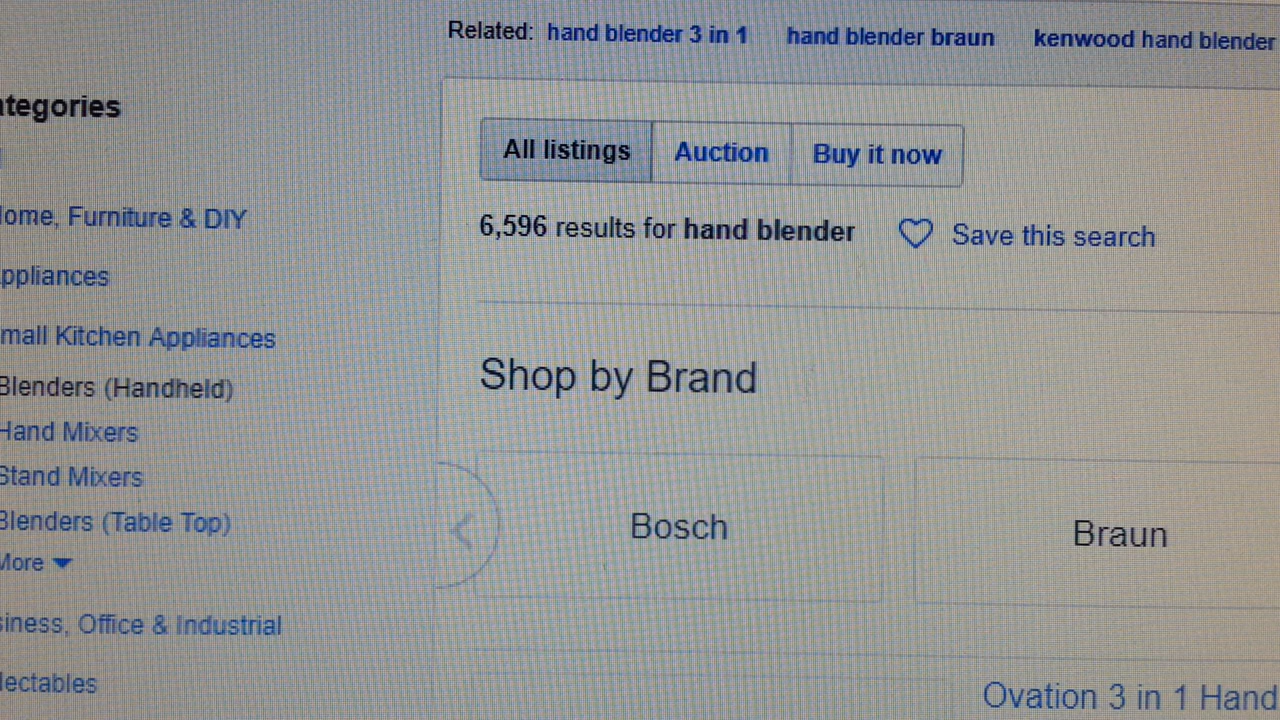 Related: hand blender 3 in 1 hand blender braun kenwood hand blender
ategories
All listings Auction Buy it now
ome, Furniture & DIY
6,596 results for hand blender Save this search
ppliances
mall Kitchen Appliances
Shop by Brand
Blenders (Handheld)
Hand Mixers
Stand Mixers
Blenders (Table Top)
Bosch Braun
More
siness, Office & Industrial
lectables
Ovation 3 in 1 Hand